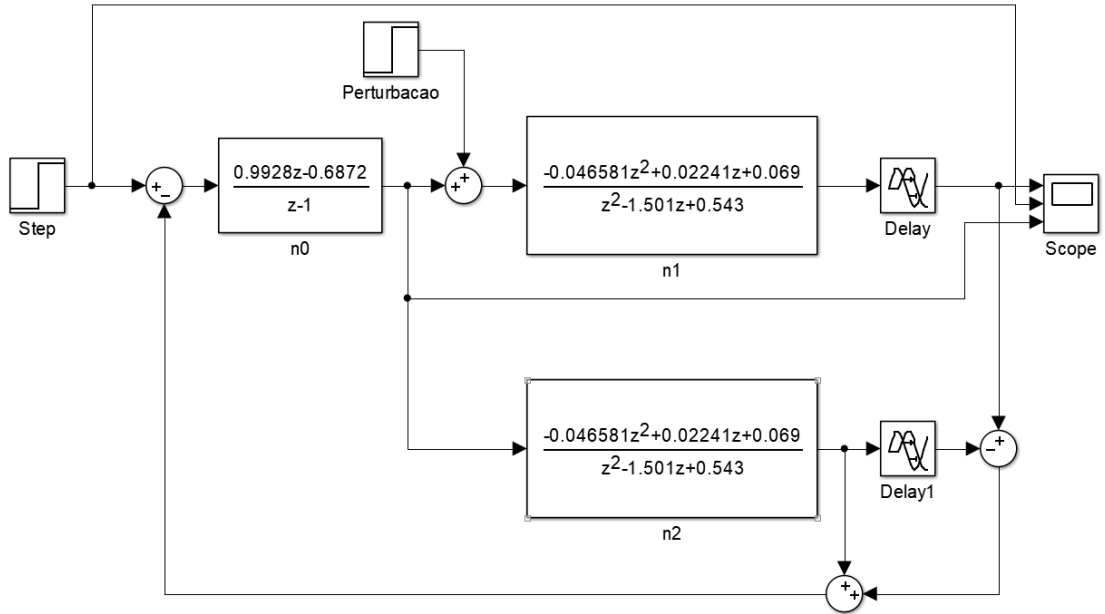 Perturbacao
Step
+
−
0.9928z-0.6872
z-1
n0
+
+
-0.046581z²+0.02241z+0.069
z²-1.501z+0.543
n1
Delay
Scope
-0.046581z²+0.02241z+0.069
z²-1.501z+0.543
n2
Delay1
−
+
+
+